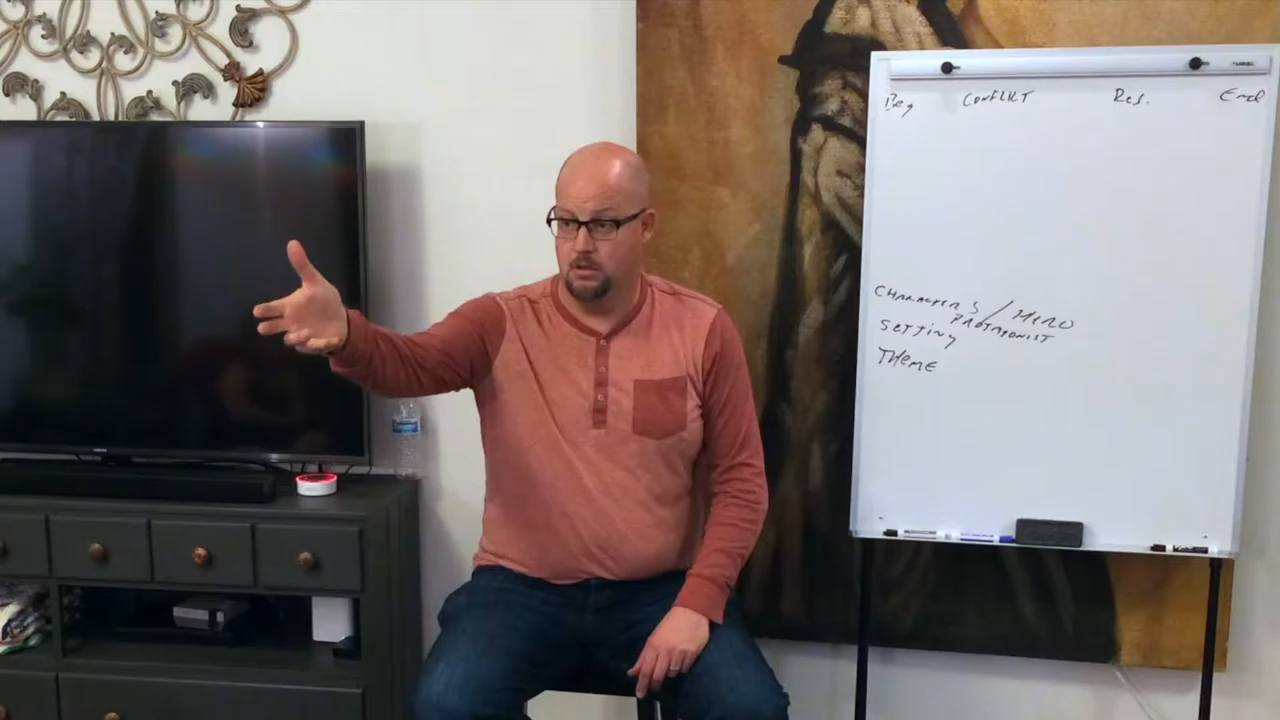 Beg CONFLICT Res. End
CHARACTERS / HERO
PROTAGONIST
SETTING
THEME